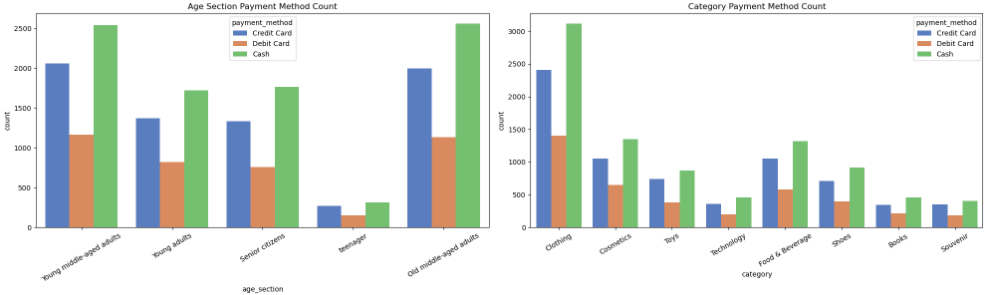 Age Section Payment Method Count
payment_method
Credit Card
Debit Card
Cash
count
2500
2000
1500
1000
500
0
Young middle-aged adults
Young adults
Senior citizens
teenager
Old middle-aged adults
age_section
Category Payment Method Count
payment_method
Credit Card
Debit Card
Cash
count
3000
2500
2000
1500
1000
500
0
Clothing
Cosmetics
Toys
Technology
Food & Beverage
Shoes
Books
Souvenir
category